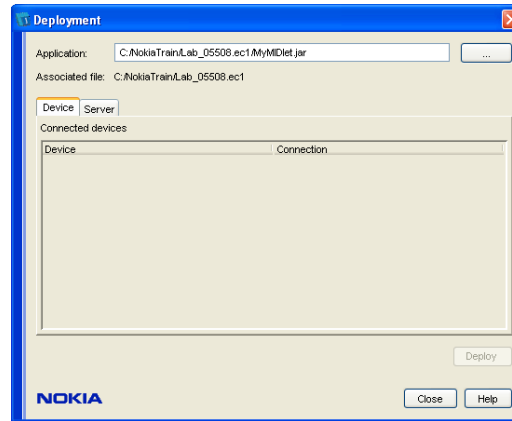 Deployment
Application: C:/NokiaTrain/Lab_05508.ec1/MyMIDlet.jar ...
Associated file: C:/NokiaTrain/Lab_05508.ec1
Device Server
Connected devices
Device Connection
Deploy
NOKIA Close Help